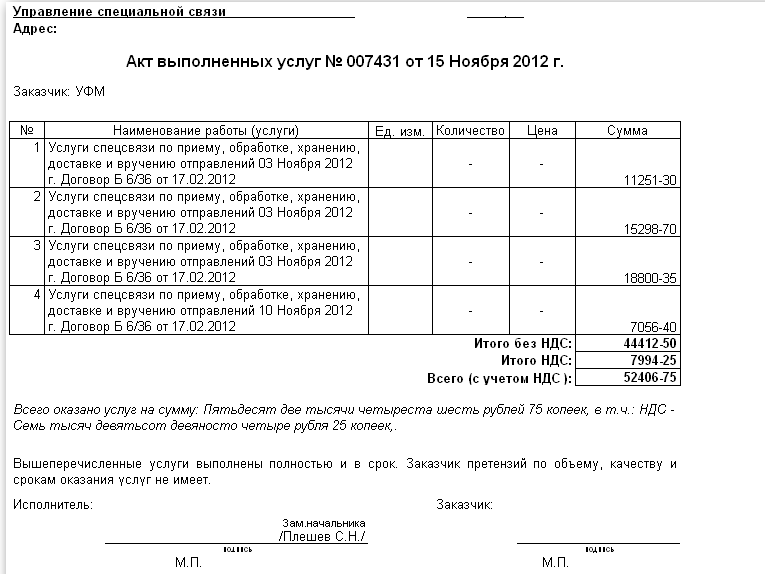 Управление специальной связи
Адрес:
Акт выполненных услуг № 007431 от 15 Ноября 2012 г.
Заказчик: УФМ
№ Наименование работы (услуги) Ед. изм. Количество Цена Сумма
1 Услуги спецсвязи по приему, обработке, хранению,
доставке и вручению отправлений 03 Ноября 2012 - -
г. Договор Б 6/36 от 17.02.2012 11251-30
2 Услуги спецсвязи по приему, обработке, хранению,
доставке и вручению отправлений 03 Ноября 2012 - -
г. Договор Б 6/36 от 17.02.2012 15298-70
3 Услуги спецсвязи по приему, обработке, хранению,
доставке и вручению отправлений 03 Ноября 2012 - -
г. Договор Б 6/36 от 17.02.2012 18800-35
4 Услуги спецсвязи по приему, обработке, хранению,
доставке и вручению отправлений 10 Ноября 2012 - -
г. Договор Б 6/36 от 17.02.2012 7056-40
Итого без НДС: 44412-50
Итого НДС: 7994-25
Всего (с учетом НДС ): 52406-75
Всего оказано услуг на сумму: Пятьдесят две тысячи четыреста шесть рублей 75 копеек, в т.ч.: НДС -
Семь тысяч девятьсот девяносто четыре рубля 25 копеек,.
Вышеперечисленные услуги выполнены полностью и в срок. Заказчик претензий по объему, качеству и
срокам оказания услуг не имеет.
Исполнитель: Заказчик:
Зам.начальника
/Плешев С.Н./
подпись подпись
М.П. М.П.